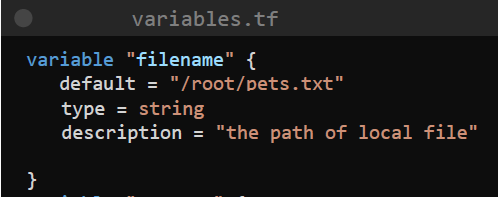 variables.tf
variable "filename" {
default = "/root/pets.txt"
type = string
description = "the path of local file"
}